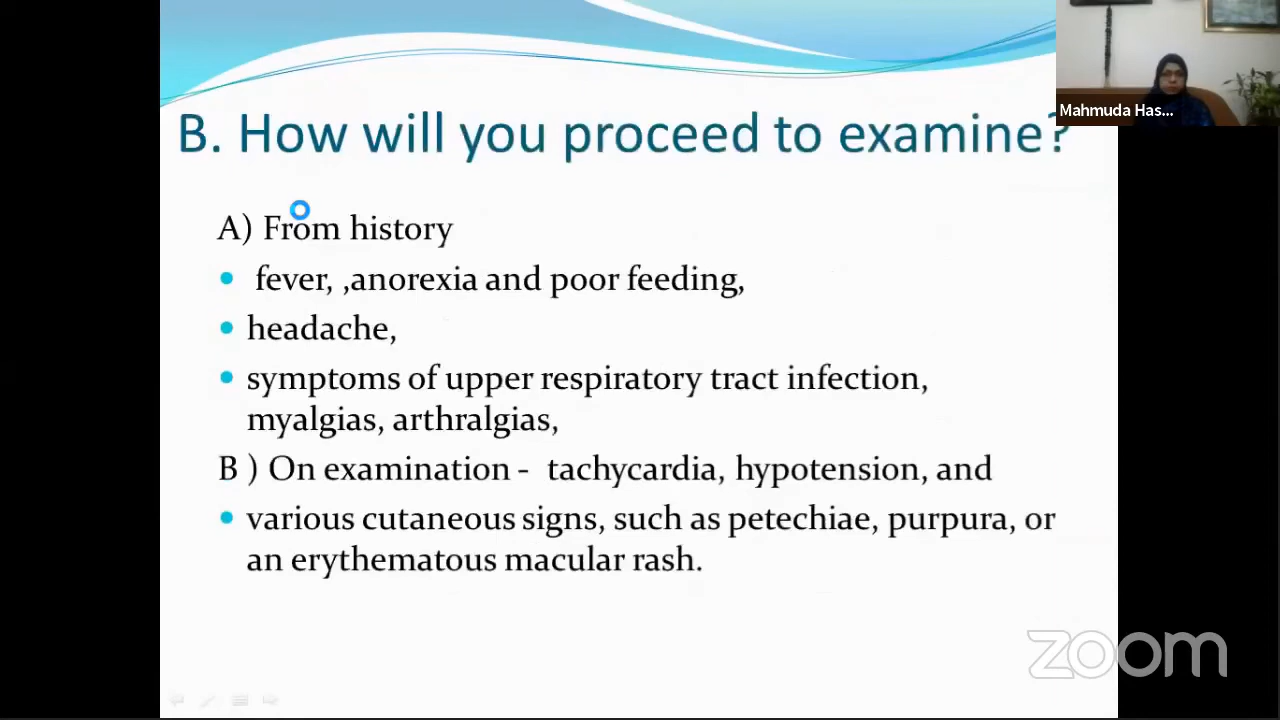 Mahmuda Has...
B. How will you proceed to examine?
A) From history
fever, ,anorexia and poor feeding,
headache,
symptoms of upper respiratory tract infection,
myalgias, arthralgias,
B ) On examination - tachycardia, hypotension, and
various cutaneous signs, such as petechiae, purpura, or
an erythematous macular rash.
zoom